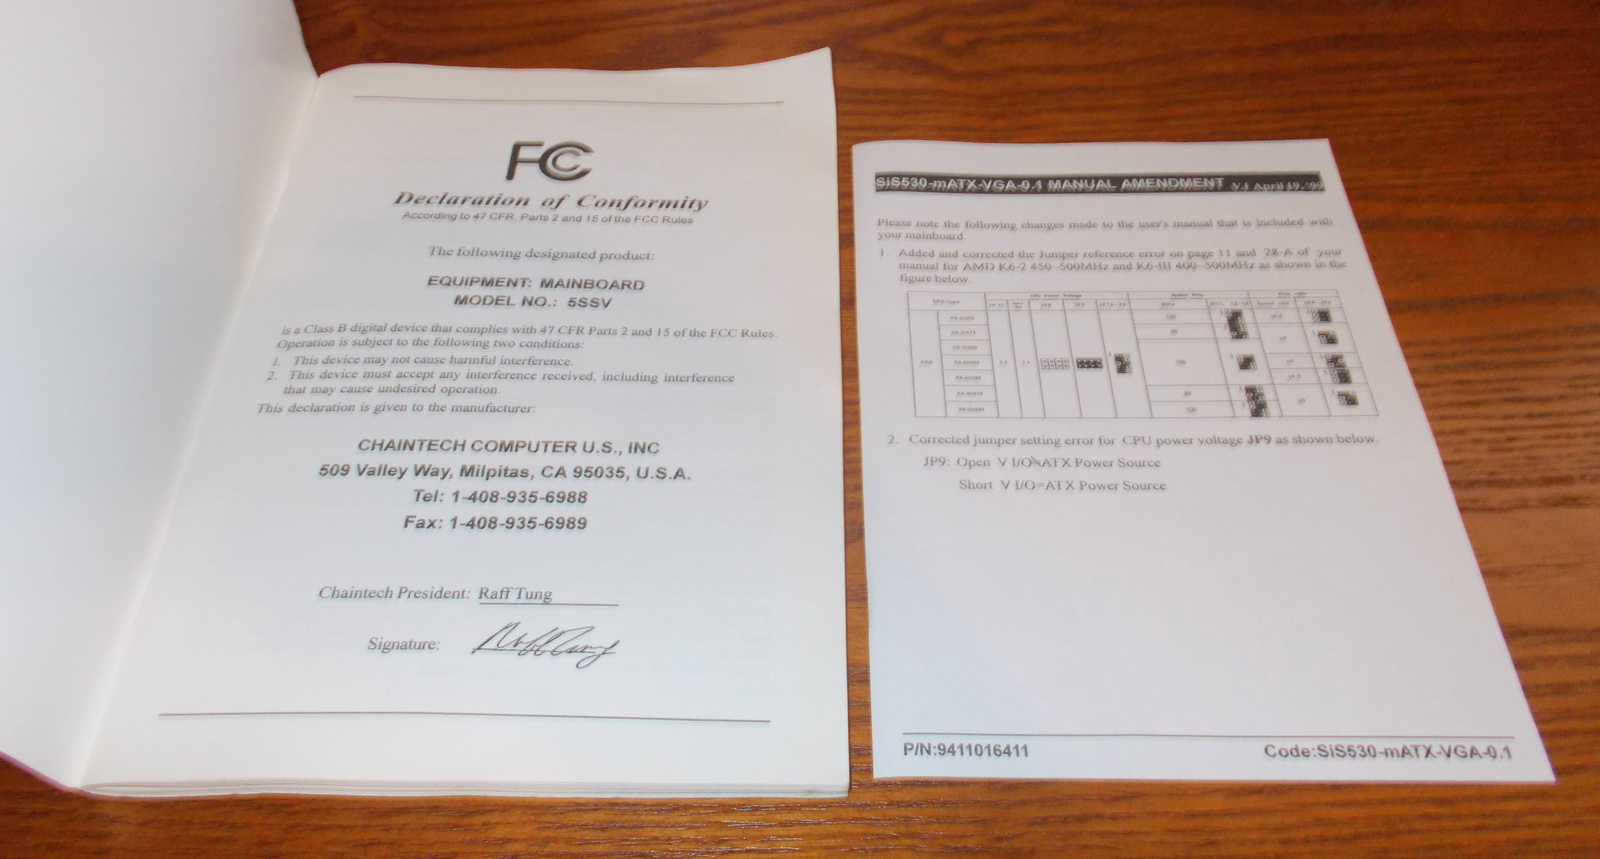 FCC
Declaration of Conformity
According to 47 CFR, Parts 2 and 15 of the FCC Rules
The following designated product:
EQUIPMENT: MAINBOARD
MODEL NO.: 5SSV
is a Class B digital device that complies with 47 CFR Parts 2 and 15 of the FCC Rules.
Operation is subject to the following two conditions:
1. This device may not cause harmful interference.
2. This device must accept any interference received, including interference
that may cause undesired operation.
This declaration is given to the manufacturer:
CHAINTECH COMPUTER U.S., INC
509 Valley Way, Milpitas, CA 95035, U.S.A.
Tel: 1-408-935-6988
Fax: 1-408-935-6989
Chaintech President: Raff Tung
Signature: Raff Tung
SiS530-mATX-VGA-0.1 MANUAL AMENDMENT V.1 April 19,'99
Please note the following changes made to the user's manual that is included with
your mainboard.
1. Added and corrected the Jumper reference error on page 11 and 28-A of your
manual for AMD K6-2 450~500MHz and K6-III 400~500MHz as shown in the
figure below.
2. Corrected jumper setting error for CPU power voltage JP9 as shown below.
JP9: Open V I/O≠ATX Power Source
Short V I/O=ATX Power Source
P/N:9411016411
Code:SiS530-mATX-VGA-0.1